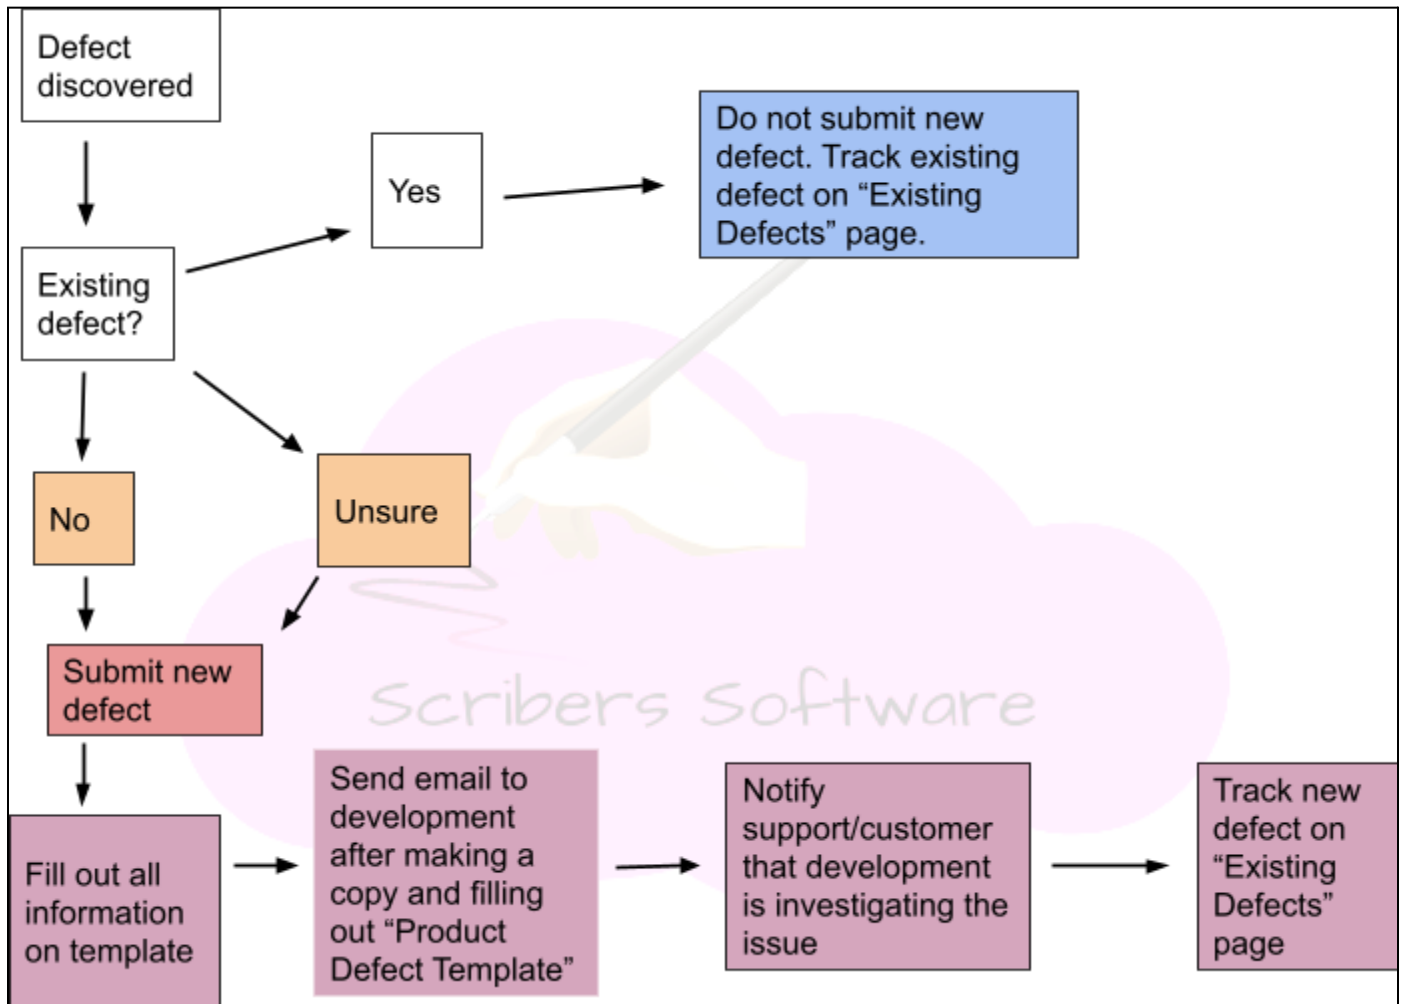 Defect
discovered
Yes
Do not submit new
defect. Track existing
defect on “Existing
Defects” page.
Existing
defect?
No
Unsure
Submit new
defect
Scribers Software
Fill out all
information
on template
Send email to
development
after making a
copy and filling
out “Product
Defect Template”
Notify
support/customer
that development
is investigating the
issue
Track new
defect on
“Existing
Defects”
page